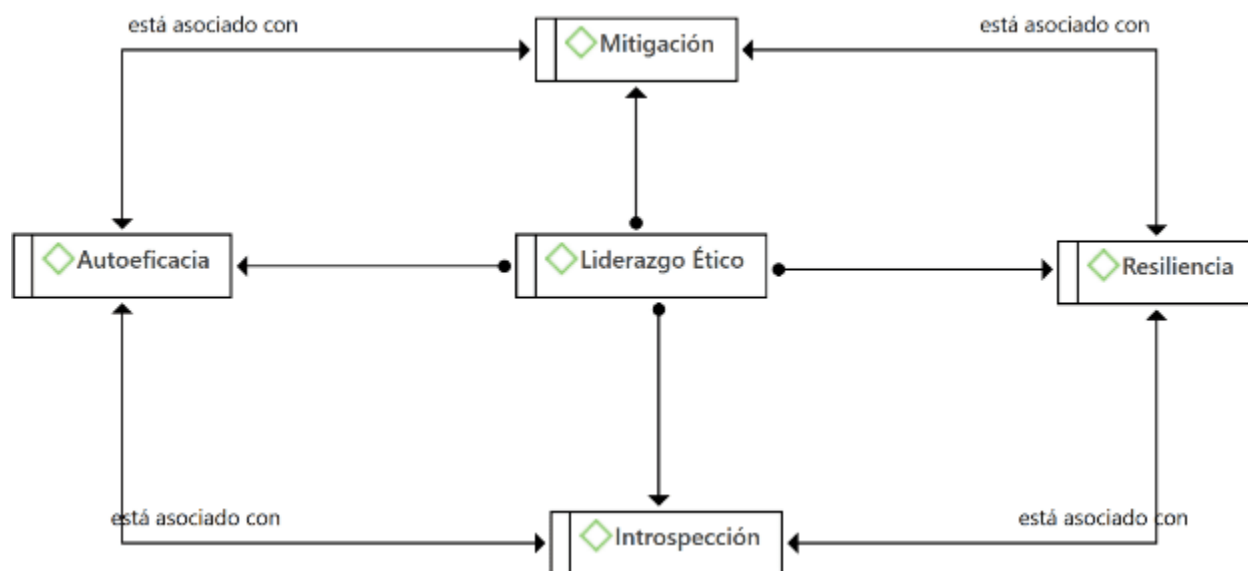 está asociado con
está asociado con
Mitigación
Autoeficacia
Liderazgo Ético
Resiliencia
está asociado con
está asociado con
Introspección